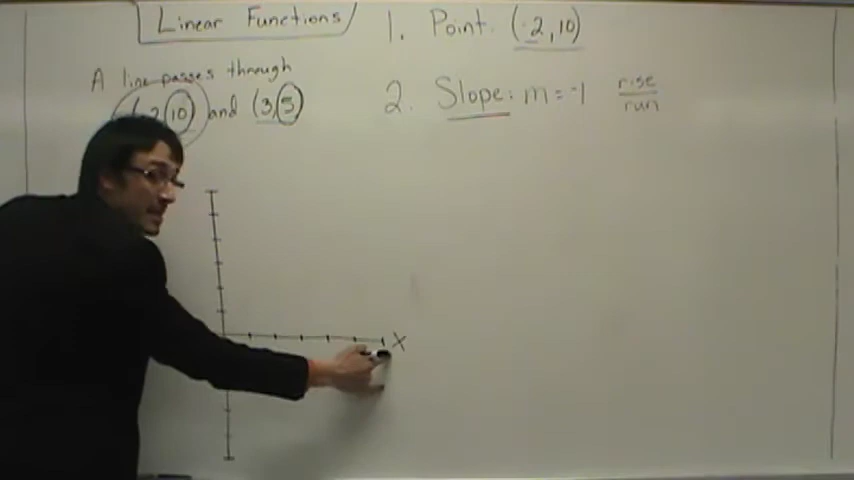 Linear Functions
A line passes through
(-2, 10) and (3, 5)
1. Point: (-2, 10)
2. Slope: m = -1 rise
run
X